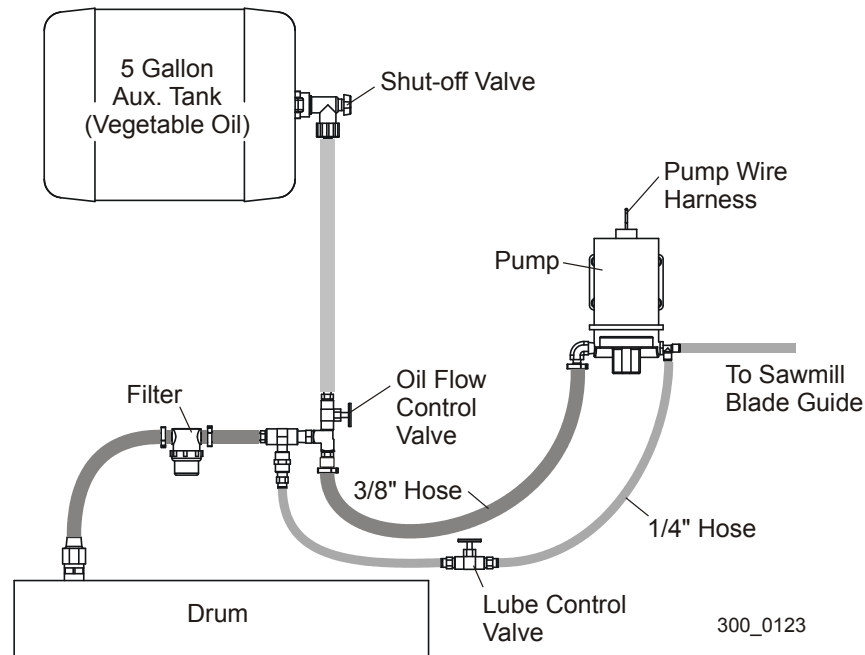 5 Gallon
Aux. Tank
(Vegetable Oil)
Shut-off Valve
Pump Wire
Harness
Pump
To Sawmill
Blade Guide
Oil Flow
Control
Valve
Filter
3/8" Hose
1/4" Hose
Lube Control
Valve
Drum
300_0123